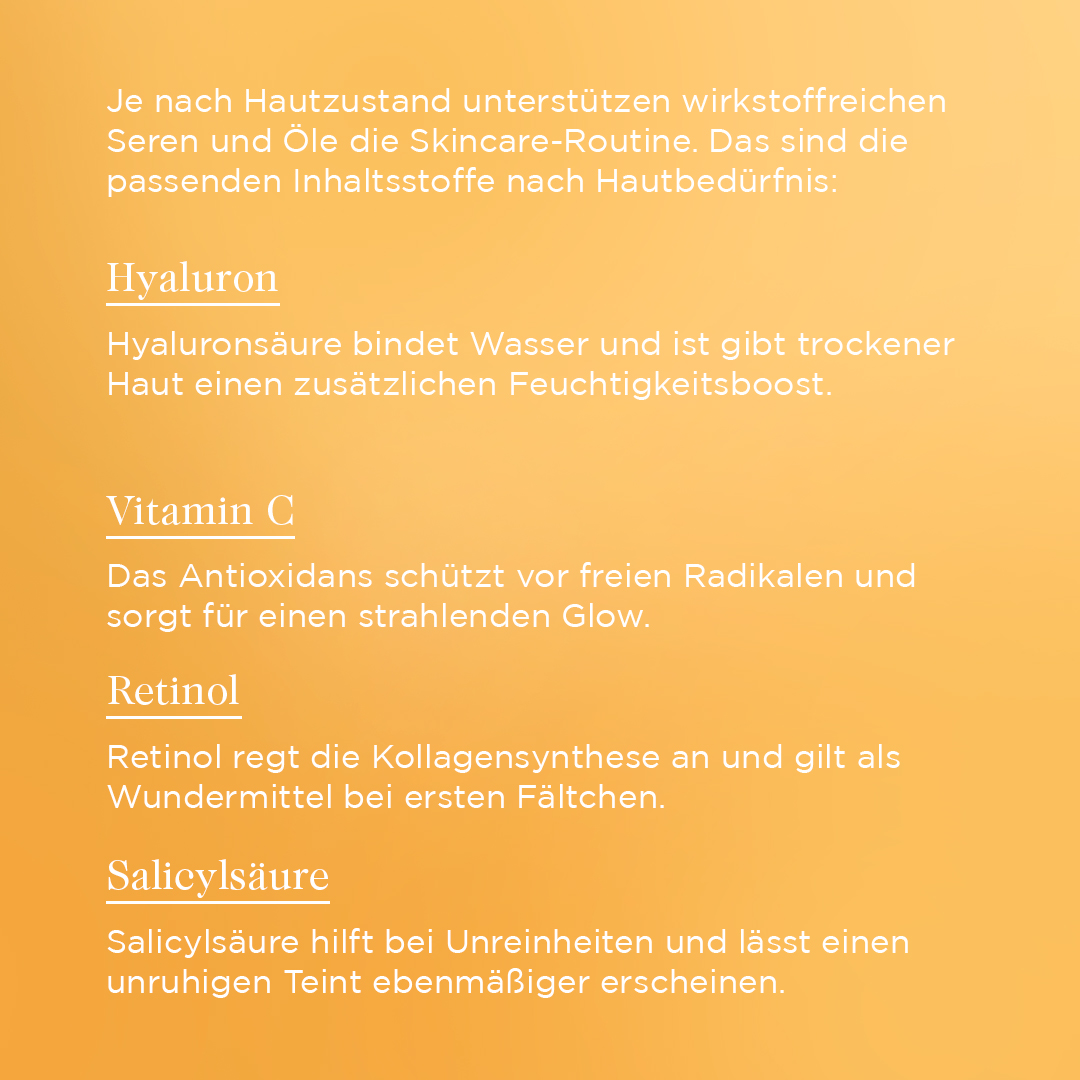 Je nach Hautzustand unterstützen wirkstoffreichen
Seren und Öle die Skincare-Routine. Das sind die
passenden Inhaltsstoffe nach Hautbedürfnis:
Hyaluron
Hyaluronsäure bindet Wasser und ist gibt trockener
Haut einen zusätzlichen Feuchtigkeitsboost.
Vitamin C
Das Antioxidans schützt vor freien Radikalen und
sorgt für einen strahlenden Glow.
Retinol
Retinol regt die Kollagensynthese an und gilt als
Wundermittel bei ersten Fältchen.
Salicylsäure
Salicylsäure hilft bei Unreinheiten und lässt einen
unruhigen Teint ebenmäßiger erscheinen.